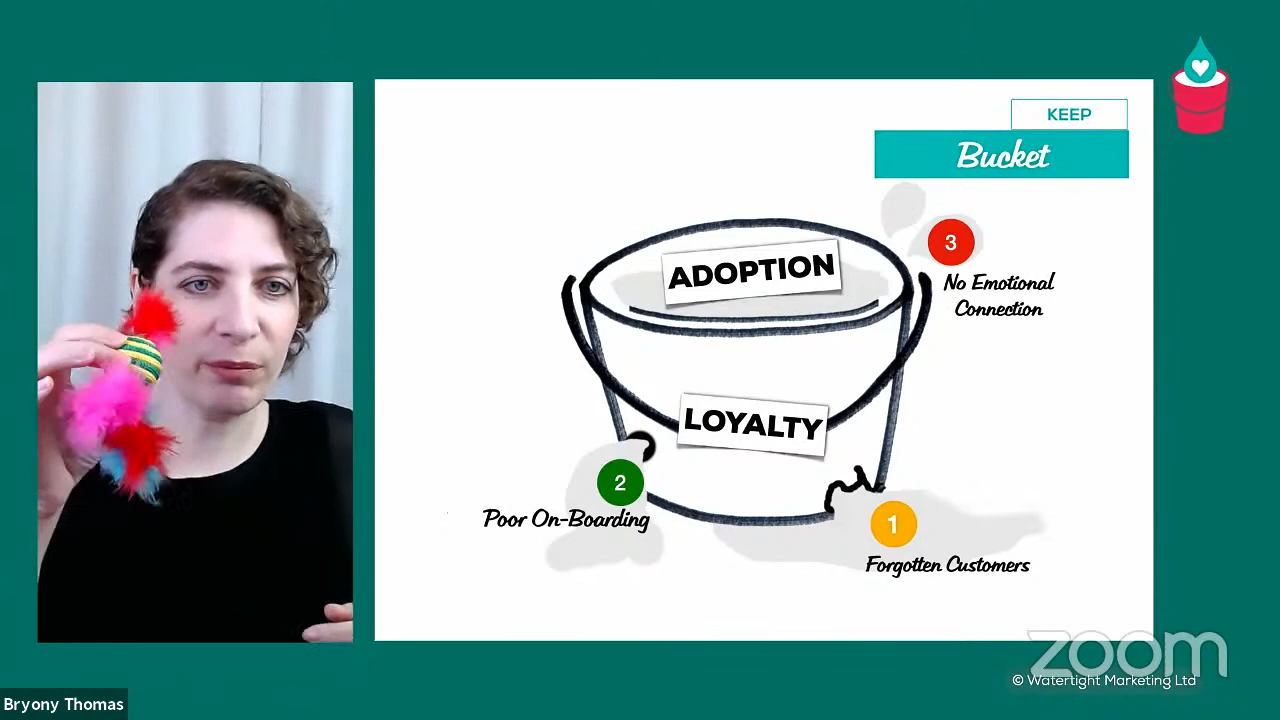 KEEP
Bucket
ADOPTION
3
No Emotional
Connection
LOYALTY
2
Poor On-Boarding
1
Forgotten Customers
zoom
© Watertight Marketing Ltd
Bryony Thomas